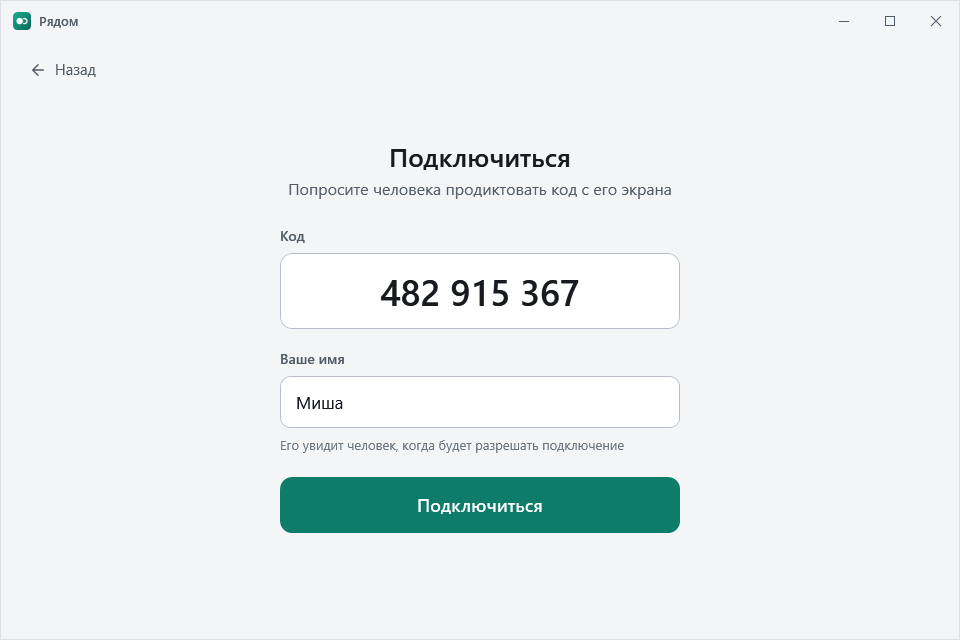 Рядом
Назад
Подключиться
Попросите человека продиктовать код с его экрана
Код
482 915 367
Ваше имя
Миша
Его увидит человек, когда будет разрешать подключение
Подключиться